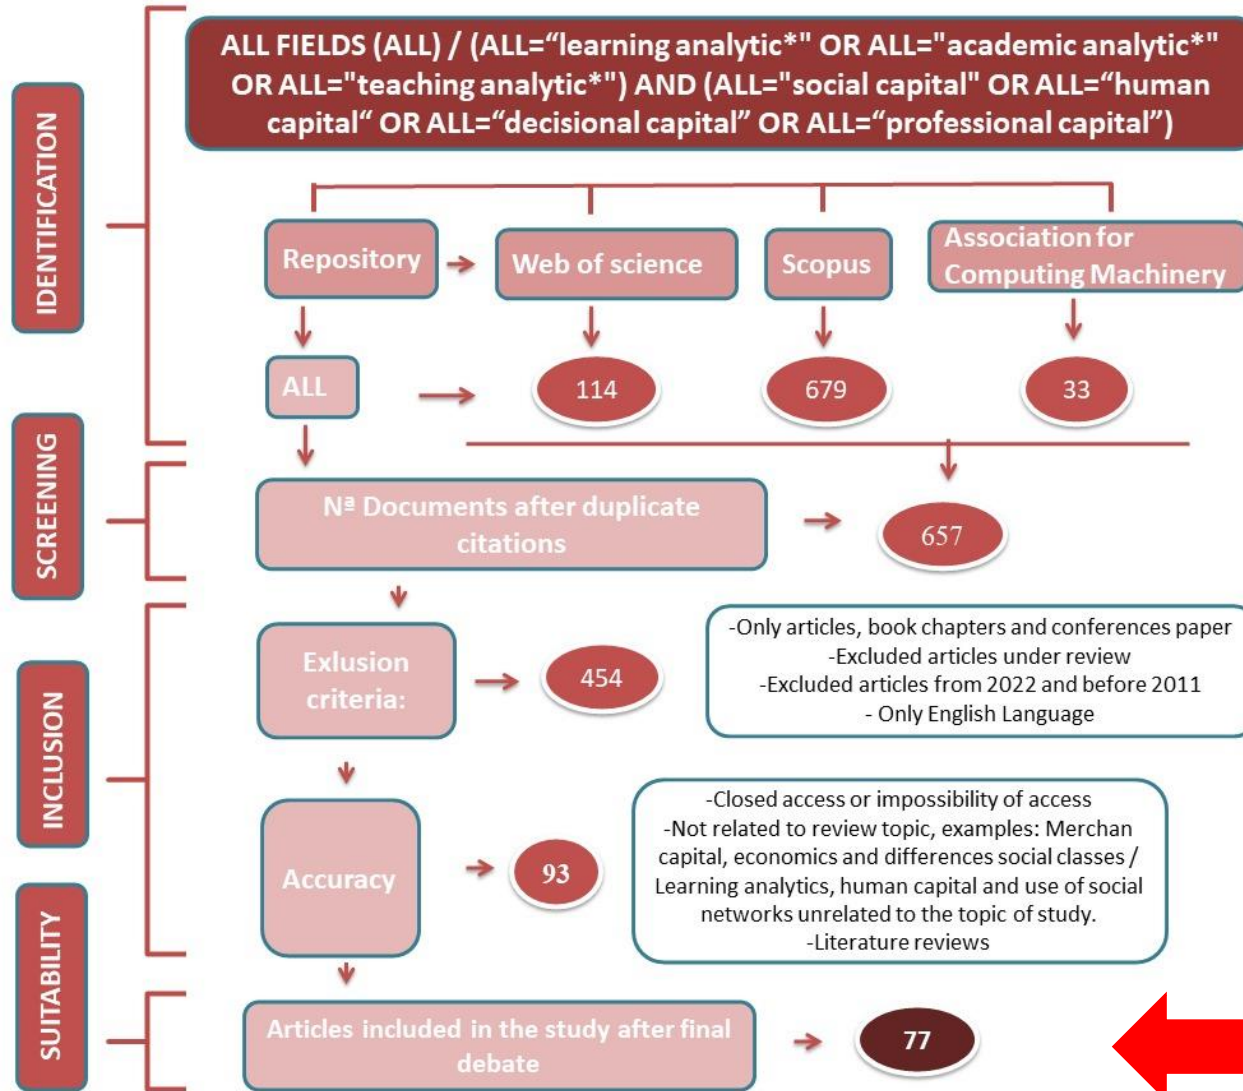 ALL FIELDS (ALL) / (ALL=“learning analytic*" OR ALL="academic analytic*"
OR ALL="teaching analytic*") AND (ALL="social capital" OR ALL=“human
capital“ OR ALL=“decisional capital” OR ALL=“professional capital”)
IDENTIFICATION
Repository
Web of science
Scopus
Association for
Computing Machinery
ALL
114
679
33
SCREENING
Nª Documents after duplicate
citations
657
INCLUSION
Exlusion
criteria:
454
-Only articles, book chapters and conferences paper
-Excluded articles under review
-Excluded articles from 2022 and before 2011
- Only English Language
Accuracy
93
-Closed access or impossibility of access
-Not related to review topic, examples: Merchan
capital, economics and differences social classes /
Learning analytics, human capital and use of social
networks unrelated to the topic of study.
-Literature reviews
SUITABILITY
Articles included in the study after final
debate
77